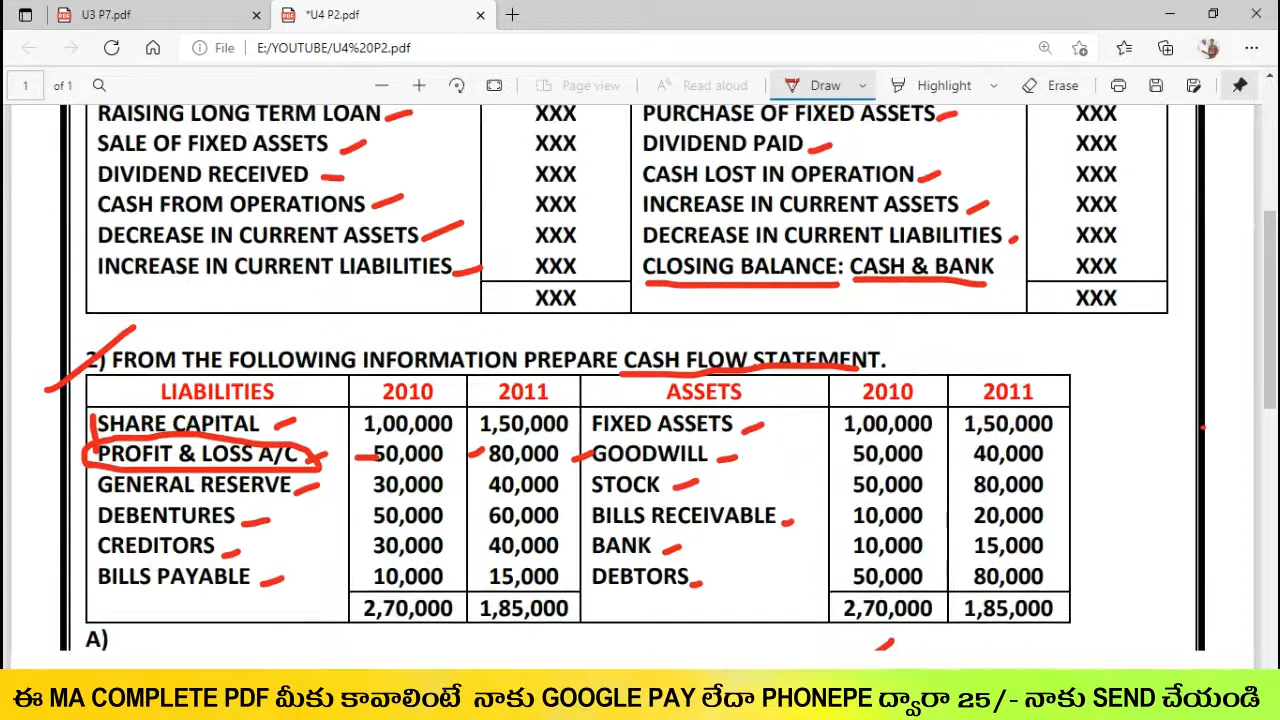 U3 P7.pdf
*U4 P2.pdf
File E:/YOUTUBE/U4%20P2.pdf
1 of 1 Page view Read aloud Draw Highlight Erase
RAISING LONG TERM LOAN XXX PURCHASE OF FIXED ASSETS XXX
SALE OF FIXED ASSETS XXX DIVIDEND PAID XXX
DIVIDEND RECEIVED XXX CASH LOST IN OPERATION XXX
CASH FROM OPERATIONS XXX INCREASE IN CURRENT ASSETS XXX
DECREASE IN CURRENT ASSETS XXX DECREASE IN CURRENT LIABILITIES XXX
INCREASE IN CURRENT LIABILITIES XXX CLOSING BALANCE: CASH & BANK XXX
XXX XXX
2) FROM THE FOLLOWING INFORMATION PREPARE CASH FLOW STATEMENT.
LIABILITIES 2010 2011 ASSETS 2010 2011
SHARE CAPITAL 1,00,000 1,50,000 FIXED ASSETS 1,00,000 1,50,000
PROFIT & LOSS A/C 50,000 80,000 GOODWILL 50,000 40,000
GENERAL RESERVE 30,000 40,000 STOCK 50,000 80,000
DEBENTURES 50,000 60,000 BILLS RECEIVABLE 10,000 20,000
CREDITORS 30,000 40,000 BANK 10,000 15,000
BILLS PAYABLE 10,000 15,000 DEBTORS 50,000 80,000
2,70,000 1,85,000 2,70,000 1,85,000
A)
ఈ MA COMPLETE PDF మీకు కావాలింటే నాకు GOOGLE PAY లేదా PHONEPE ద్వారా 25/- నాకు SEND చేయండి